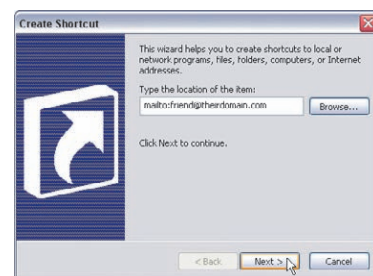 Create Shortcut
This wizard helps you to create shortcuts to local or
network programs, files, folders, computers, or Internet
addresses.
Type the location of the item:
mailto:friend@theirdomain.com
Browse...
Click Next to continue.
< Back Next > Cancel